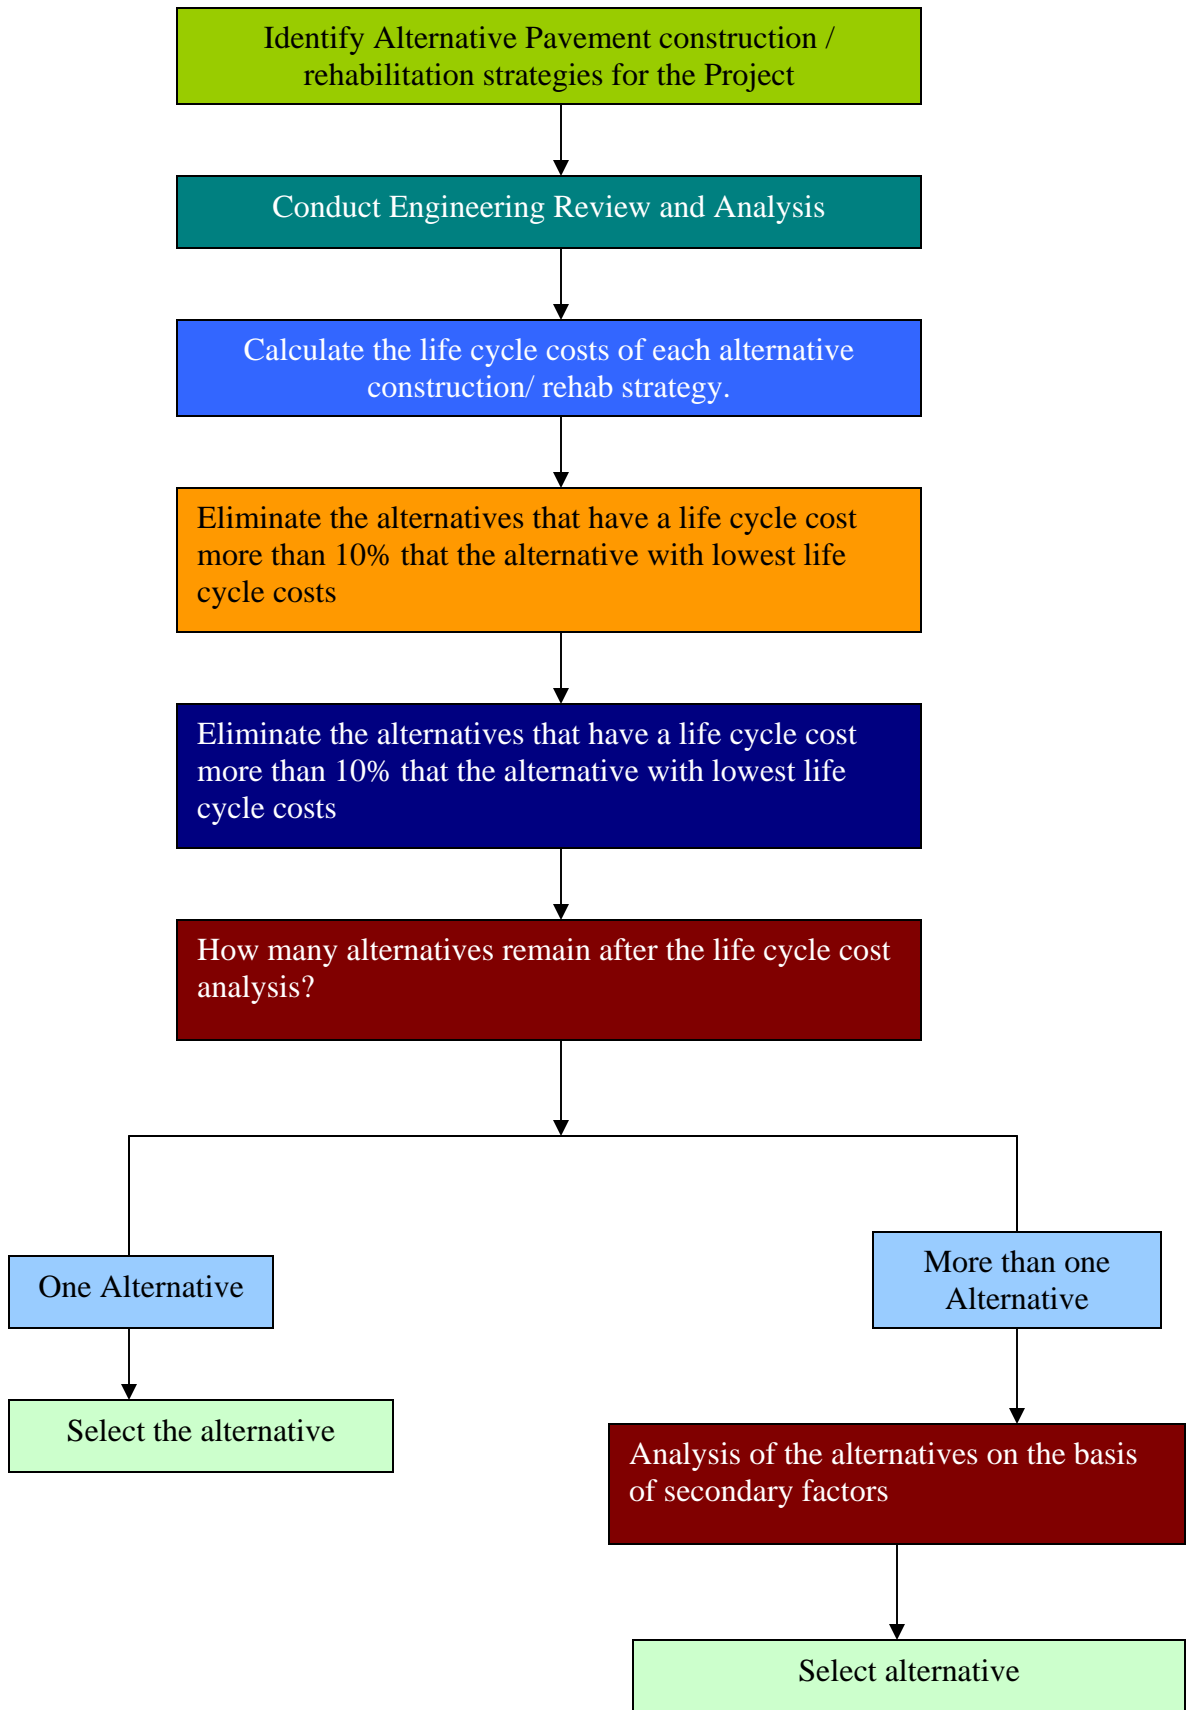 Identify Alternative Pavement construction /
rehabilitation strategies for the Project
Conduct Engineering Review and Analysis
Calculate the life cycle costs of each alternative
construction/ rehab strategy.
Eliminate the alternatives that have a life cycle cost
more than 10% that the alternative with lowest life
cycle costs
Eliminate the alternatives that have a life cycle cost
more than 10% that the alternative with lowest life
cycle costs
How many alternatives remain after the life cycle cost
analysis?
One Alternative
More than one
Alternative
Select the alternative
Analysis of the alternatives on the basis
of secondary factors
Select alternative